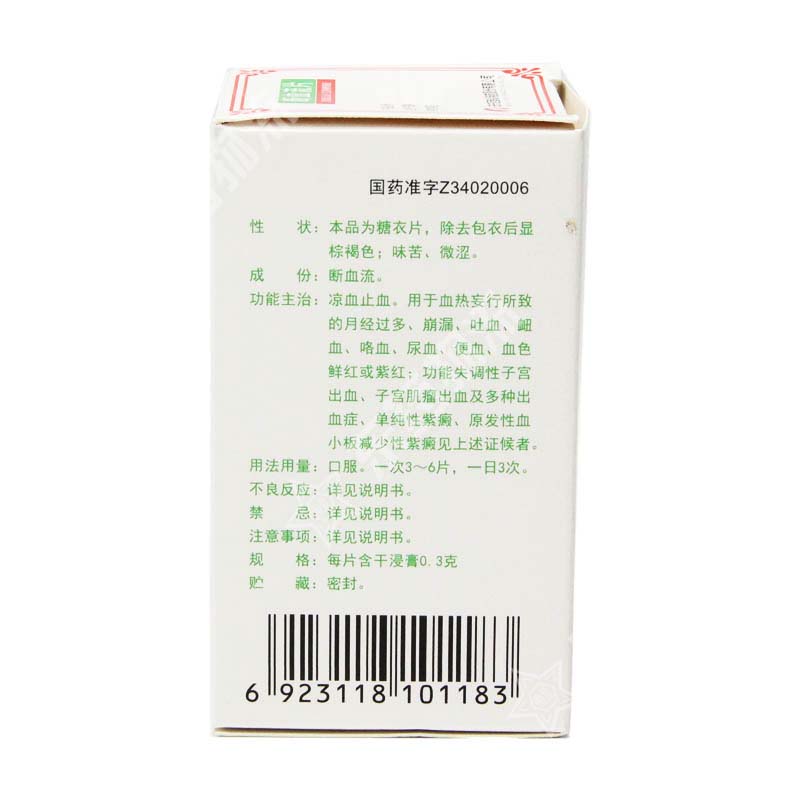 国药准字Z34020006
性　　状：本品为糖衣片，除去包衣后显
棕褐色；味苦、微涩。
成　　份：断血流。
功能主治：凉血止血。用于血热妄行所致
的月经过多、崩漏、吐血、衄
血、咯血、尿血、便血、血色
鲜红或紫红；功能失调性子宫
出血、子宫肌瘤出血及多种出
血症、单纯性紫癜、原发性血
小板减少性紫癜见上述证候者。
用法用量：口服。一次3～6片，一日3次。
不良反应：详见说明书。
禁　　忌：详见说明书。
注意事项：详见说明书。
规　　格：每片含干浸膏0.3克
贮　　藏：密封。
6 923118 101183